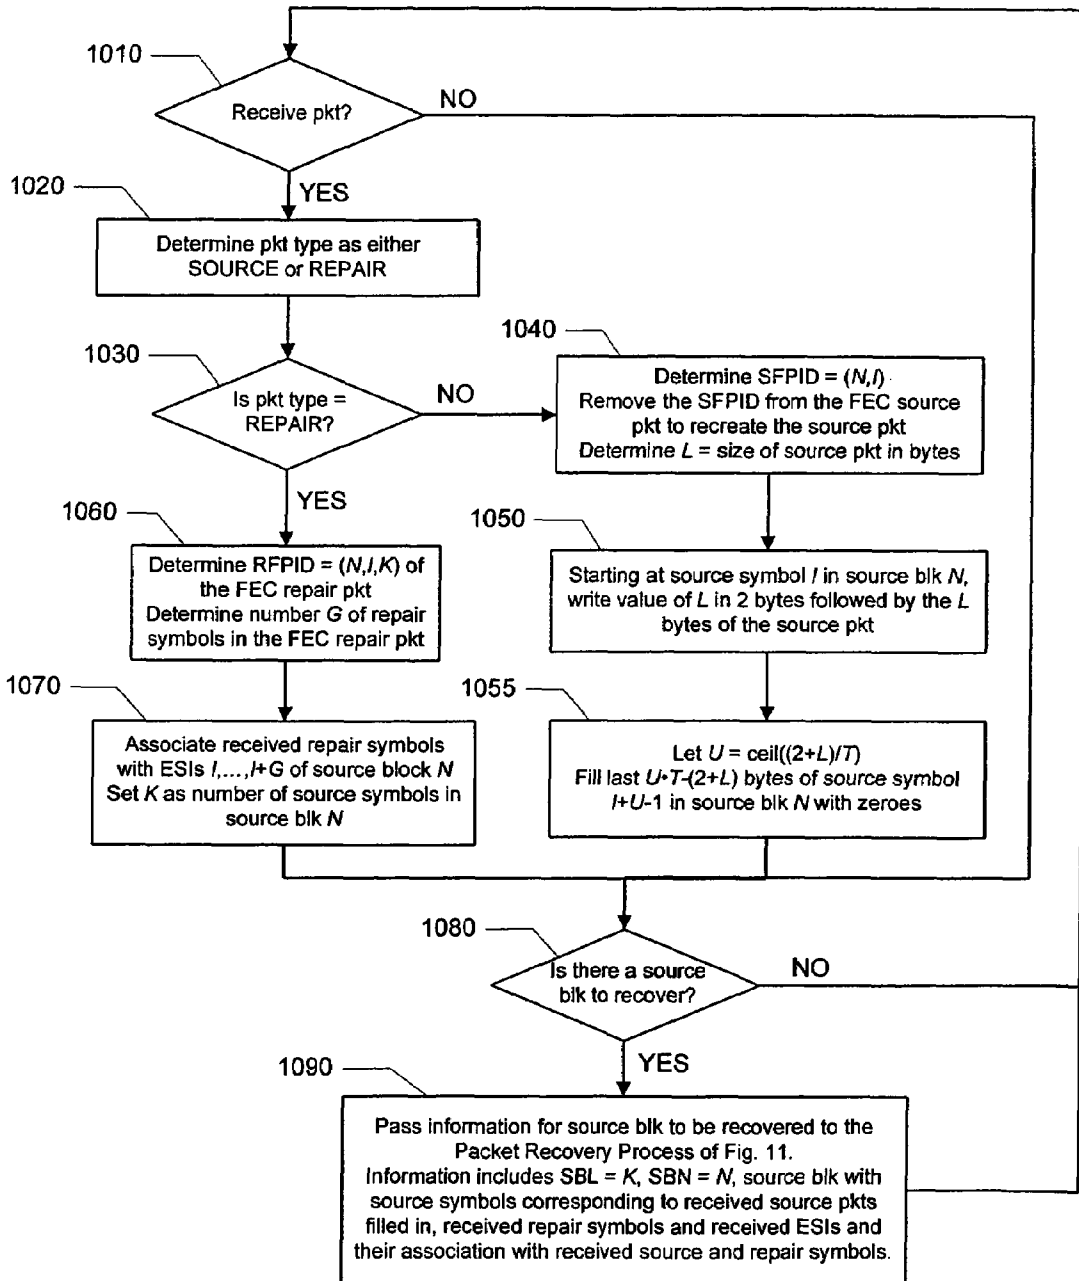 1010
Receive pkt?
NO
YES
1020
Determine pkt type as either
SOURCE or REPAIR
1030
Is pkt type =
REPAIR?
NO
YES
1040
Determine SFPID = (N,I)
Remove the SFPID from the FEC source
pkt to recreate the source pkt
Determine L = size of source pkt in bytes
1050
Starting at source symbol I in source blk N,
write value of L in 2 bytes followed by the L
bytes of the source pkt
1060
Determine RFPID = (N,I,K) of
the FEC repair pkt
Determine number G of repair
symbols in the FEC repair pkt
1070
Associate received repair symbols
with ESIs I,...,I+G of source block N
Set K as number of source symbols in
source blk N
1055
Let U = ceil((2+L)/T)
Fill last U•T-(2+L) bytes of source symbol
I+U-1 in source blk N with zeroes
1080
Is there a source
blk to recover?
NO
YES
1090
Pass information for source blk to be recovered to the
Packet Recovery Process of Fig. 11.
Information includes SBL = K, SBN = N, source blk with
source symbols corresponding to received source pkts
filled in, received repair symbols and received ESIs and
their association with received source and repair symbols.